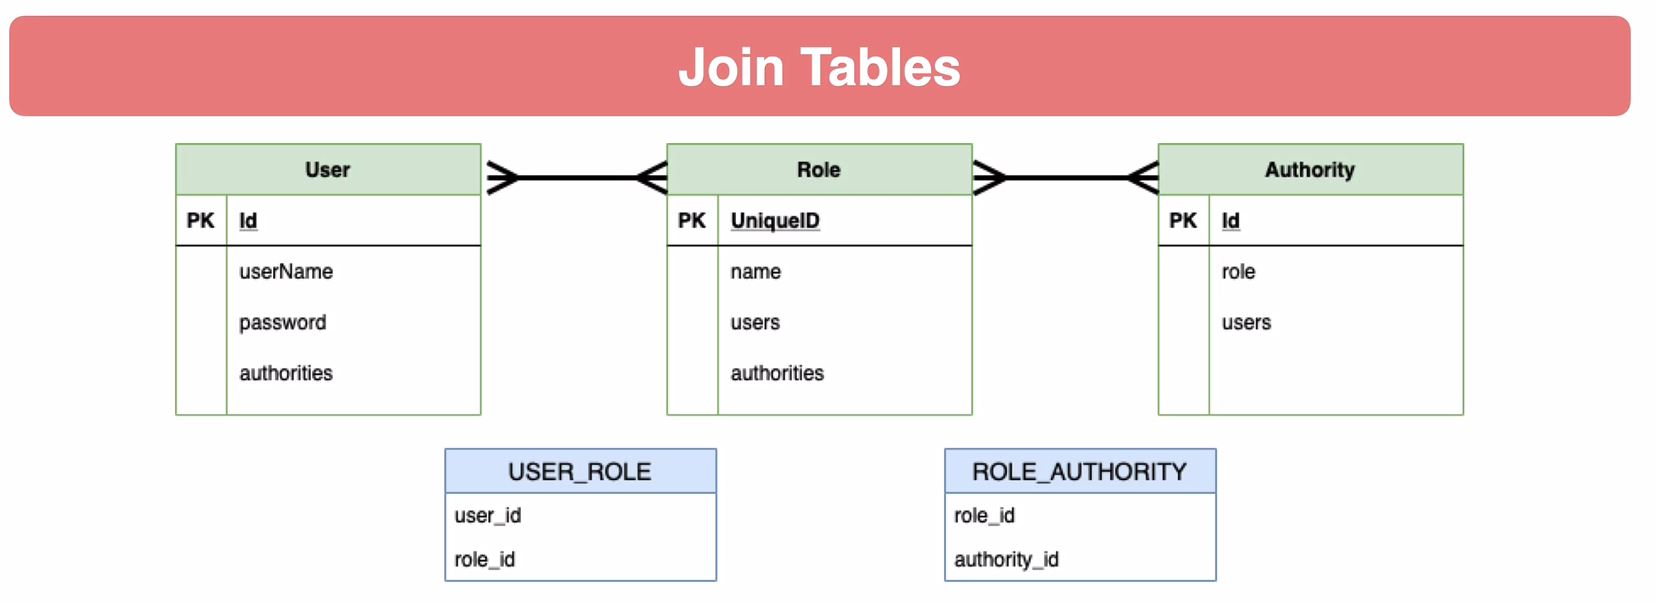 Join Tables
User
PK Id
userName
password
authorities
Role
PK UniqueID
name
users
authorities
Authority
PK Id
role
users
USER_ROLE
user_id
role_id
ROLE_AUTHORITY
role_id
authority_id